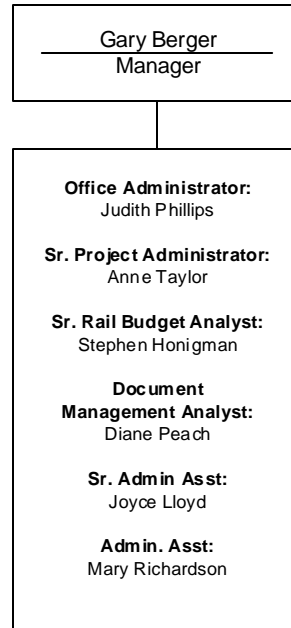 Gary Berger
Manager
Office Administrator:
Judith Phillips
Sr. Project Administrator:
Anne Taylor
Sr. Rail Budget Analyst:
Stephen Honigman
Document
Management Analyst:
Diane Peach
Sr. Admin Asst:
Joyce Lloyd
Admin. Asst:
Mary Richardson